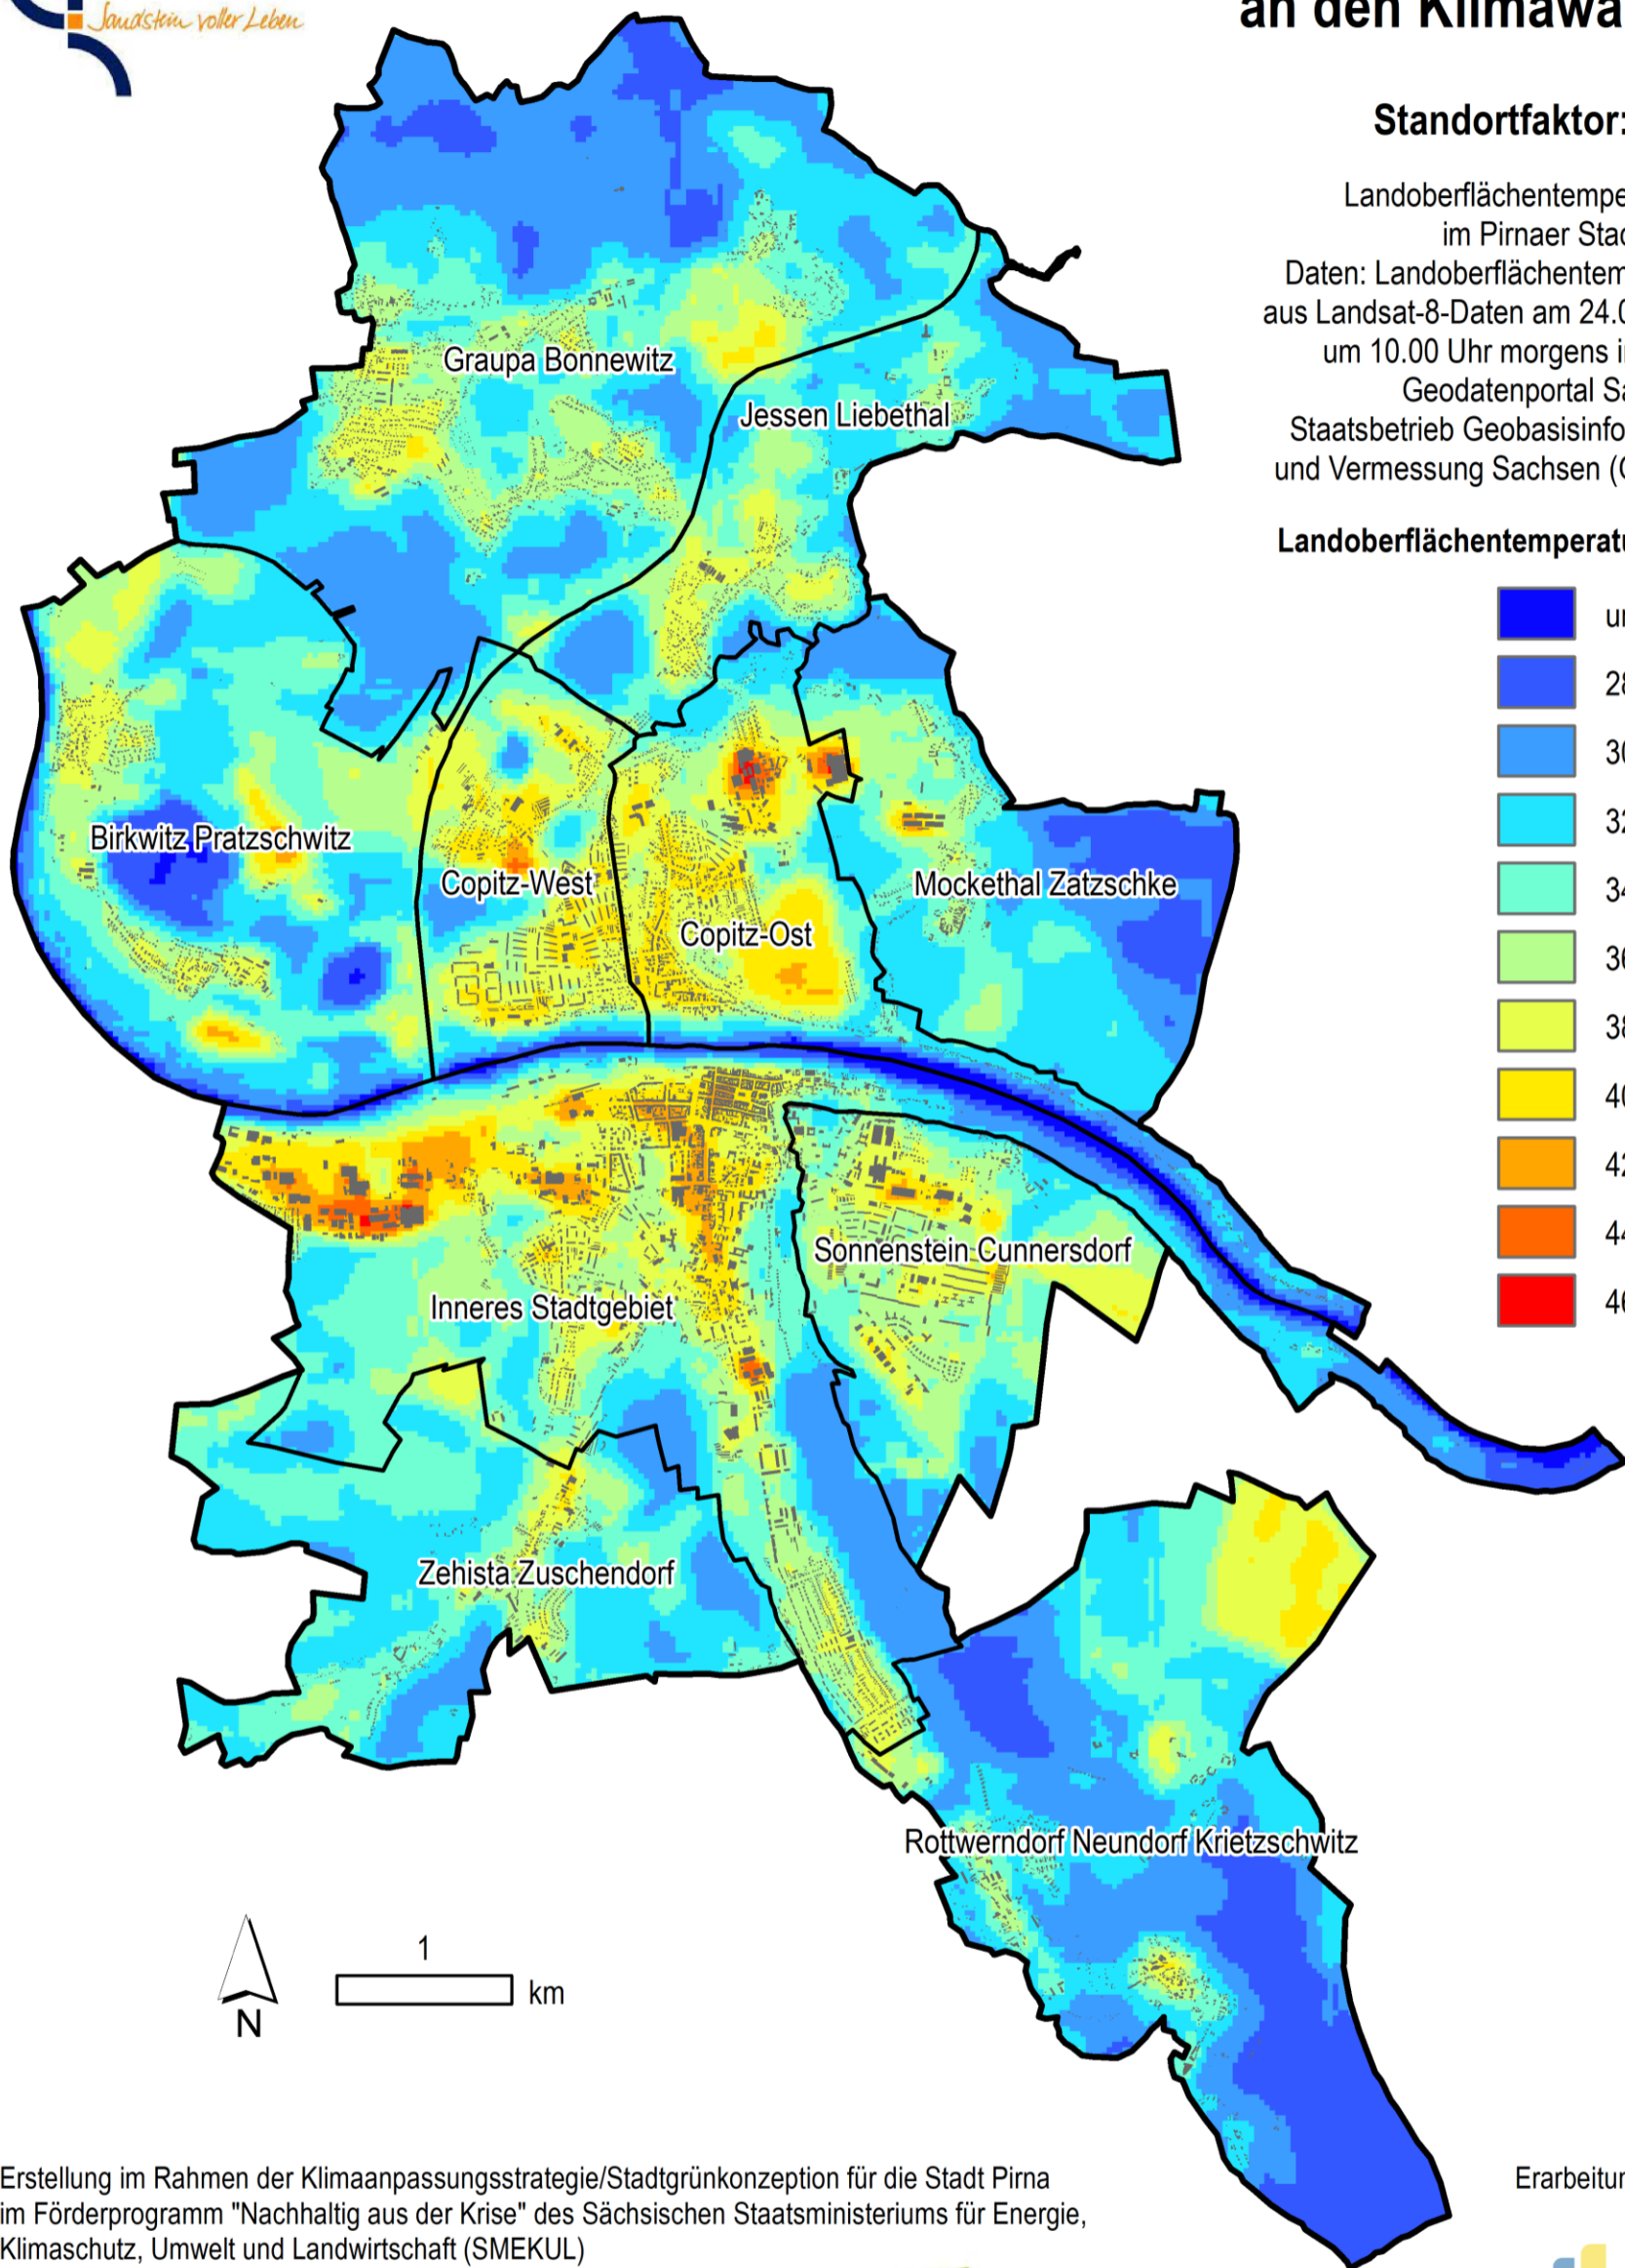 Sandstein voller Leben
an den Klimawa
Standortfaktor:
Landoberflächentempe
im Pirnaer Stad
Daten: Landoberflächentem
aus Landsat-8-Daten am 24.0
um 10.00 Uhr morgens i
Geodatenportal Sa
Staatsbetrieb Geobasisinfo
und Vermessung Sachsen (G
Landoberflächentemperatu
un
28
30
32
34
36
38
40
42
44
46
Graupa Bonnewitz
Jessen Liebethal
Birkwitz Pratzschwitz
Copitz-West
Mockethal Zatzschke
Copitz-Ost
Sonnenstein Cunnersdorf
Inneres Stadtgebiet
Zehista Zuschendorf
Rottwerndorf Neundorf Krietzschwitz
1
km
N
Erstellung im Rahmen der Klimaanpassungsstrategie/Stadtgrünkonzeption für die Stadt Pirna
im Förderprogramm "Nachhaltig aus der Krise" des Sächsischen Staatsministeriums für Energie,
Klimaschutz, Umwelt und Landwirtschaft (SMEKUL)
Erarbeitun